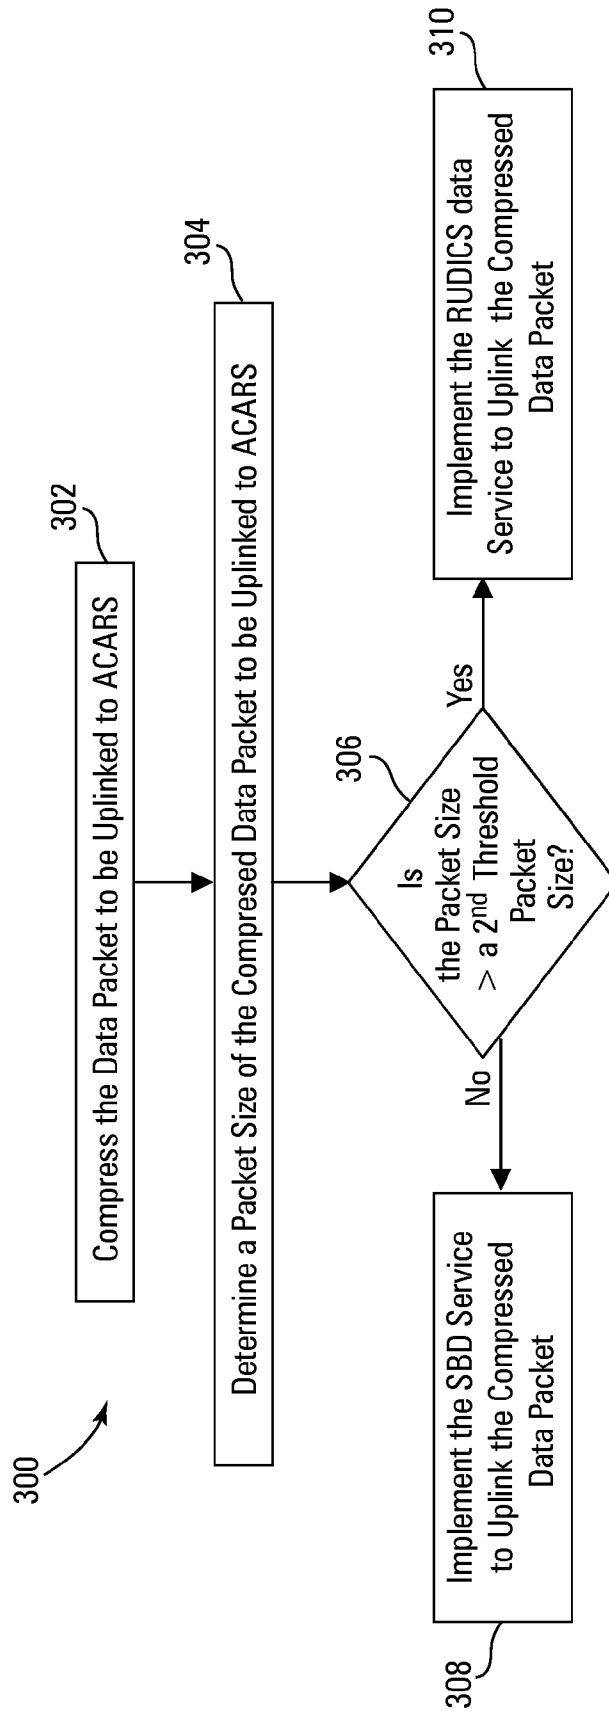 300
302
Compress the Data Packet to be Uplinked to ACARS
304
Determine a Packet Size of the Compressed Data Packet to be Uplinked to ACARS
306
Is
the Packet Size
> a 2nd Threshold
Packet
Size?
No
Yes
308
Implement the SBD Service
to Uplink the Compressed
Data Packet
310
Implement the RUDICS data
Service to Uplink the Compressed
Data Packet